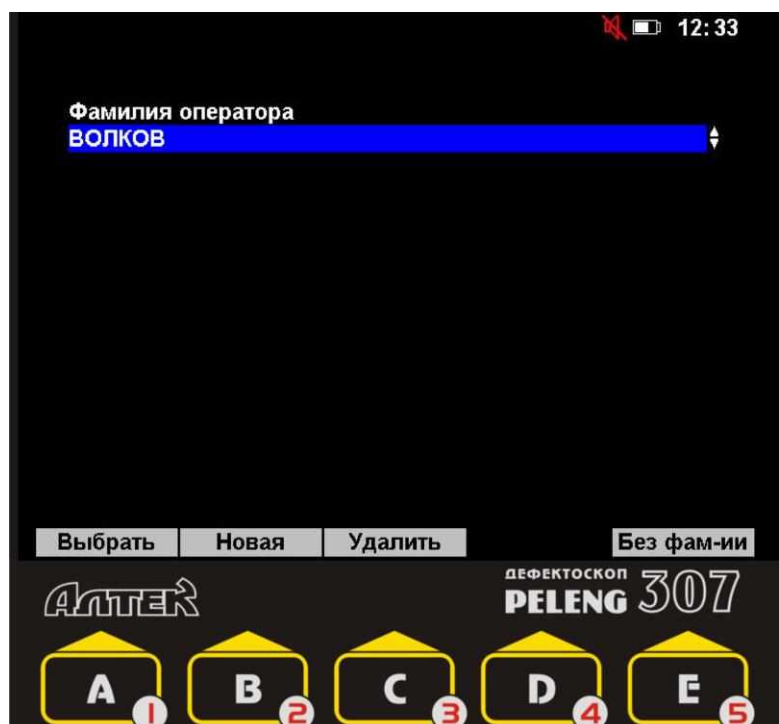 12:33
Фамилия оператора
ВОЛКОВ
Выбрать Новая Удалить Без фам-ии
АЛТЕК ДЕФЕКТОСКОП
PELENG 307
A B C D E
1 2 3 4 5